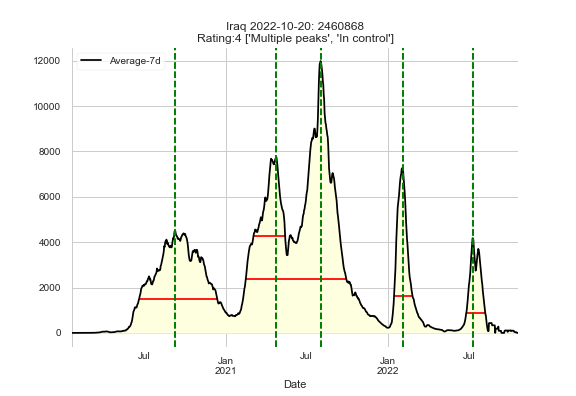 Iraq 2022-10-20: 2460868
Rating:4 ['Multiple peaks', 'In control']
Average-7d
12000
10000
8000
6000
4000
2000
0
Jul
Jan
2021
Jul
Jan
2022
Jul
Date